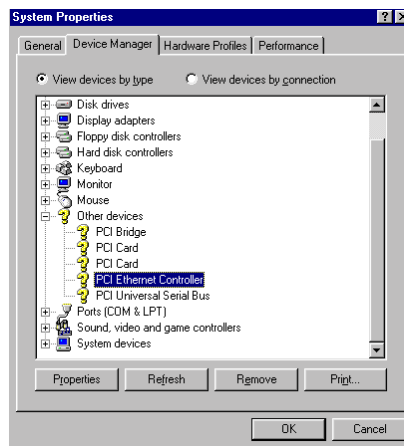 System Properties
General Device Manager Hardware Profiles Performance
View devices by type View devices by connection
Disk drives
Display adapters
Floppy disk controllers
Hard disk controllers
Keyboard
Monitor
Mouse
Other devices
PCI Bridge
PCI Card
PCI Card
PCI Ethernet Controller
PCI Universal Serial Bus
Ports (COM & LPT)
Sound, video and game controllers
System devices
Properties Refresh Remove Print...
OK Cancel